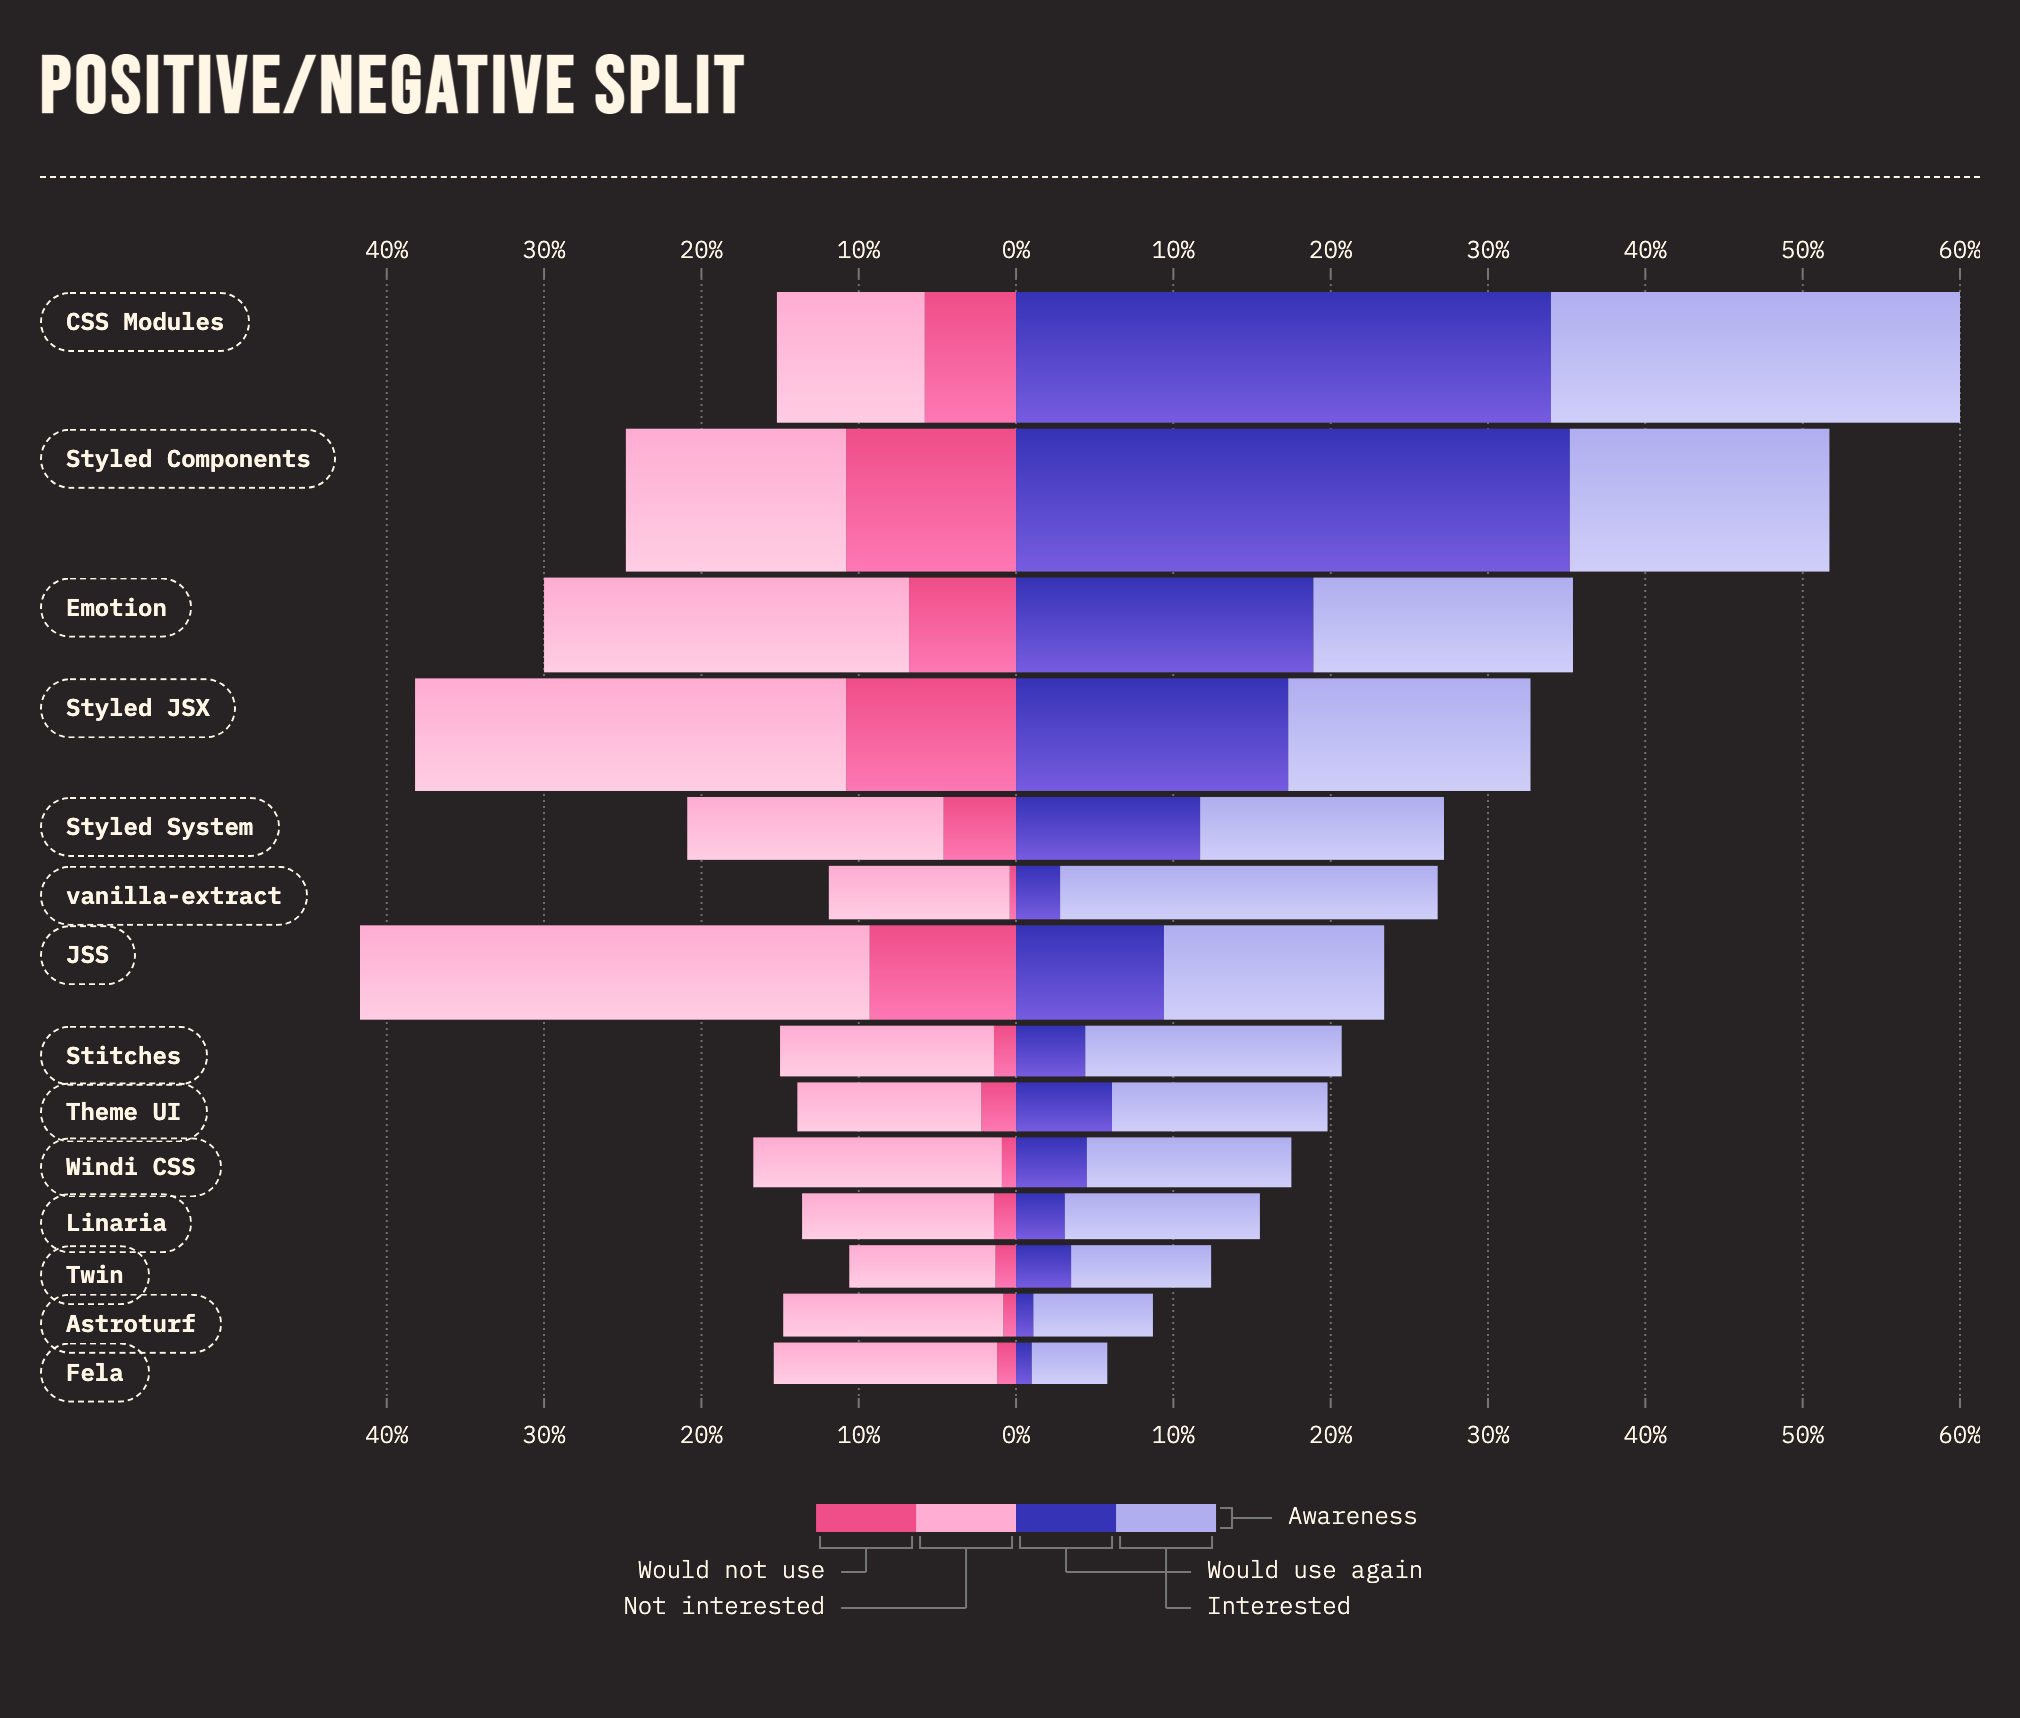 POSITIVE/NEGATIVE SPLIT
40% 30% 20% 10% 0% 10% 20% 30% 40% 50% 60%
CSS Modules
Styled Components
Emotion
Styled JSX
Styled System
vanilla-extract
JSS
Stitches
Theme UI
Windi CSS
Linaria
Twin
Astroturf
Fela
40% 30% 20% 10% 0% 10% 20% 30% 40% 50% 60%
Awareness
Would not use Would use again
Not interested Interested